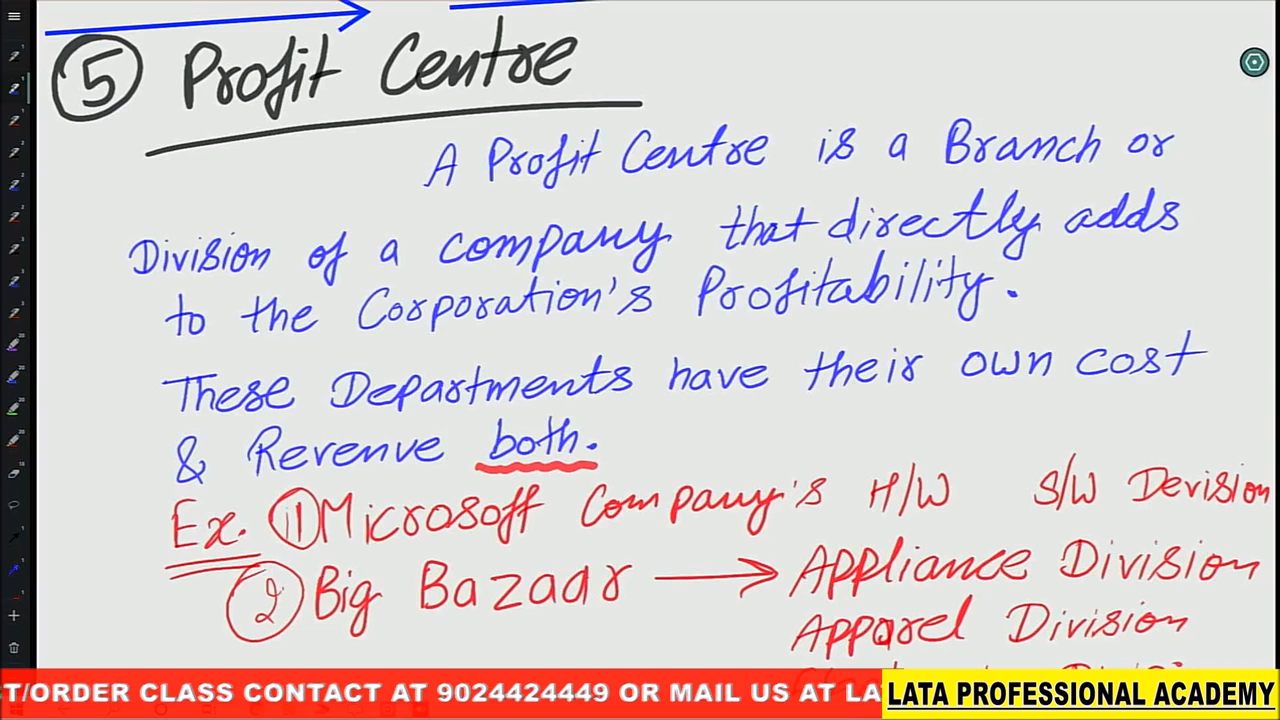 5 Profit Centre
A Profit Centre is a Branch or
Division of a company that directly adds
to the Corporation's Profitability.
These Departments have their own cost
& Revenue both.
Ex. 1) Microsoft Company's H/W S/W Devision
2 Big Bazaar → Appliance Division
Apparel Division
T/ORDER CLASS CONTACT AT 9024424449 OR MAIL US AT LA
LATA PROFESSIONAL ACADEMY